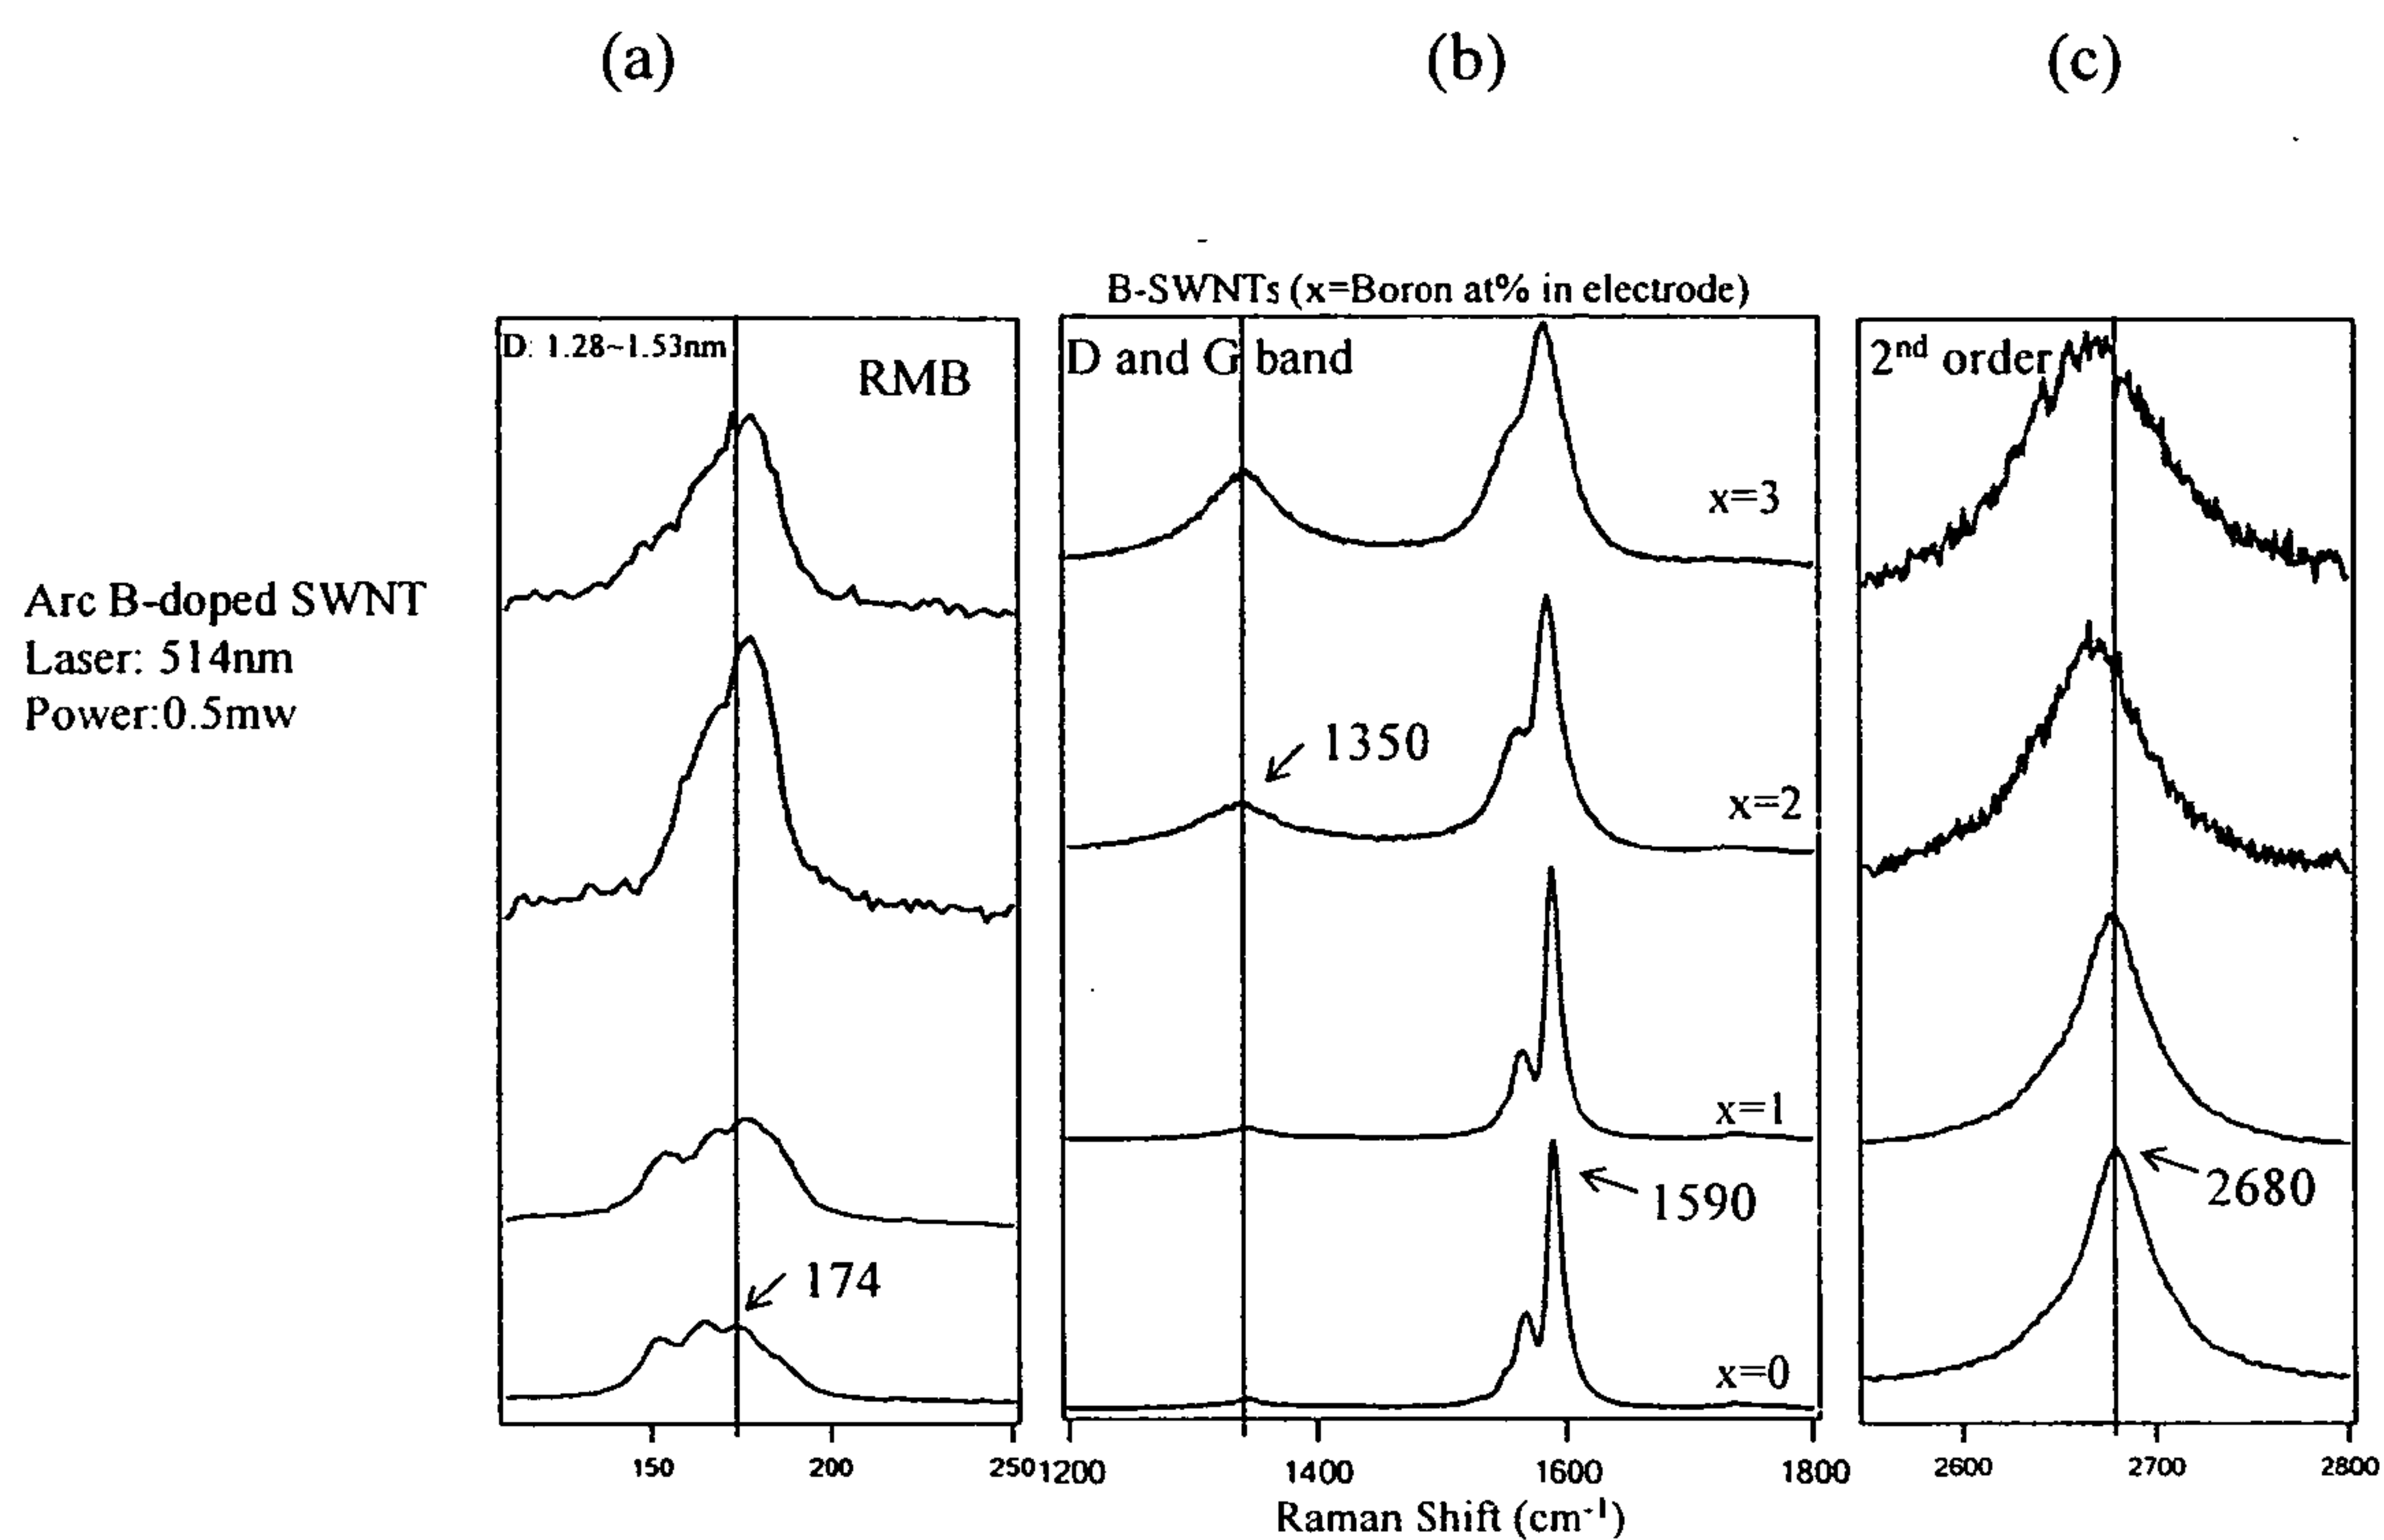 (a)
(b)
(c)
B-SWNTs (x=Boron at% in electrode)
D: 1.28~1.53nm
RMB
D and G band
2nd order
x=3
Arc B-doped SWNT
Laser: 514nm
Power:0.5mw
1350
x=2
x=1
1590
2680
174
x=0
150 200 250
1200 1400 1600 1800
2600 2700 2800
Raman Shift (cm-1)